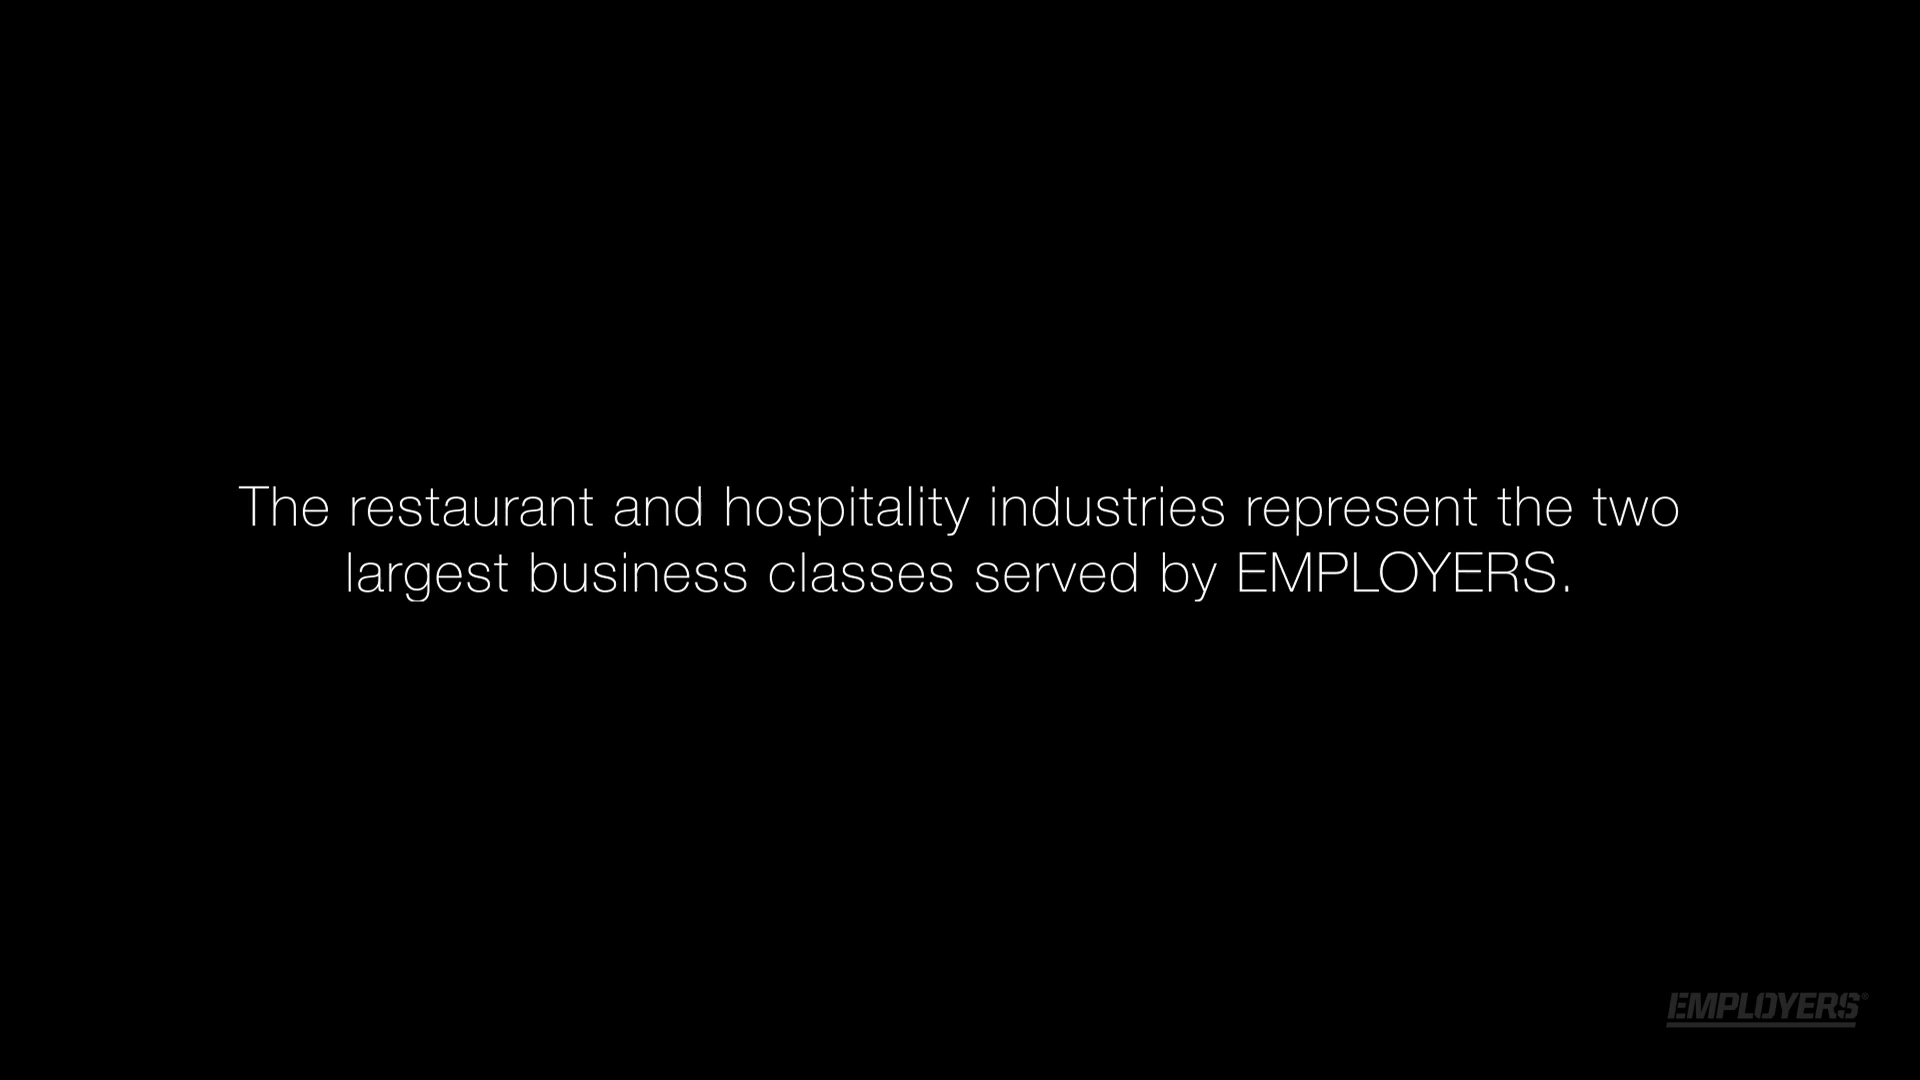 The restaurant and hospitality industries represent the two
largest business classes served by EMPLOYERS.
EMPLOYERS®